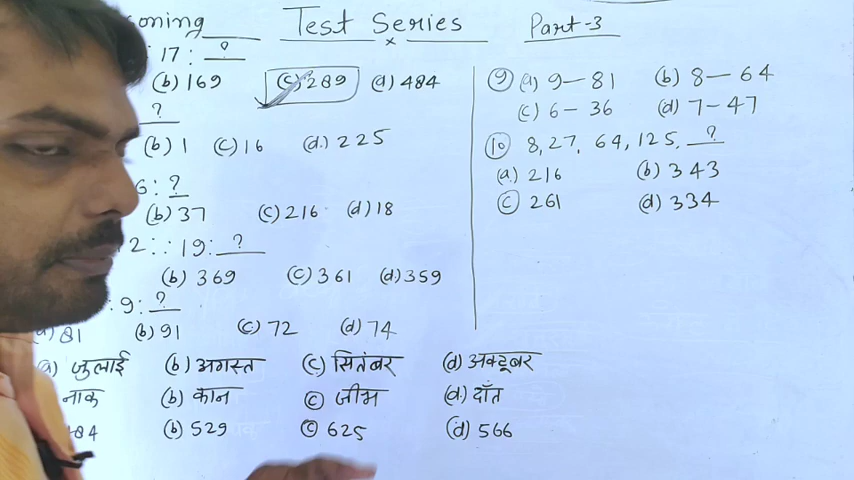 Test Series
Part-3
17: ?
(b) 169 (c) 289 (d) 484
?
(b) 1 (c) 16 (d.) 225
6: ?
(b) 37 (c) 216 (d) 18
2:: 19: ?
(b) 369 (c) 361 (d) 359
: 9: ?
(a) 81 (b) 91 (c) 72 (d) 74
(a) जुलाई (b) अगस्त (c) सितंबर (d) अक्टूबर
नाक (b) कान (c) जीभ (d.) दाँत
(b) 529 (c) 625 (d) 566
(9) (a) 9-81 (b) 8-64
(c) 6-36 (d) 7-47
(10) 8, 27, 64, 125, ?
(a.) 216 (b) 343
(c) 261 (d) 334